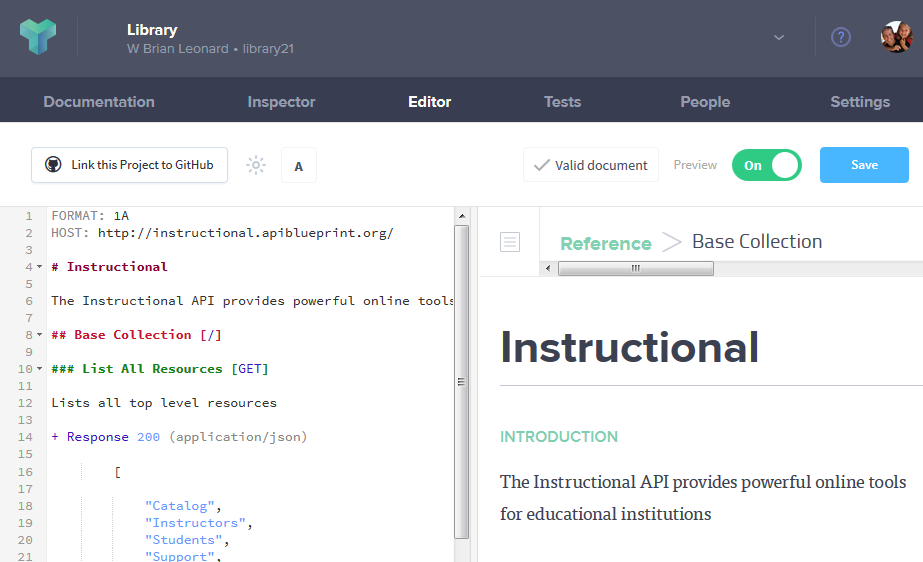 Library
W Brian Leonard • library21
?
Documentation Inspector Editor Tests People Settings
Link this Project to GitHub A Valid document Preview On Save
1 FORMAT: 1A
2 HOST: http://instructional.apiblueprint.org/
3
4 # Instructional
5
6 The Instructional API provides powerful online tools
7
8 ## Base Collection [/]
9
10 ### List All Resources [GET]
11
12 Lists all top level resources
13
14 + Response 200 (application/json)
15
16 [
17
18 "Catalog",
19 "Instructors",
20 "Students",
21 "Support",
Reference > Base Collection
Instructional
INTRODUCTION
The Instructional API provides powerful online tools
for educational institutions